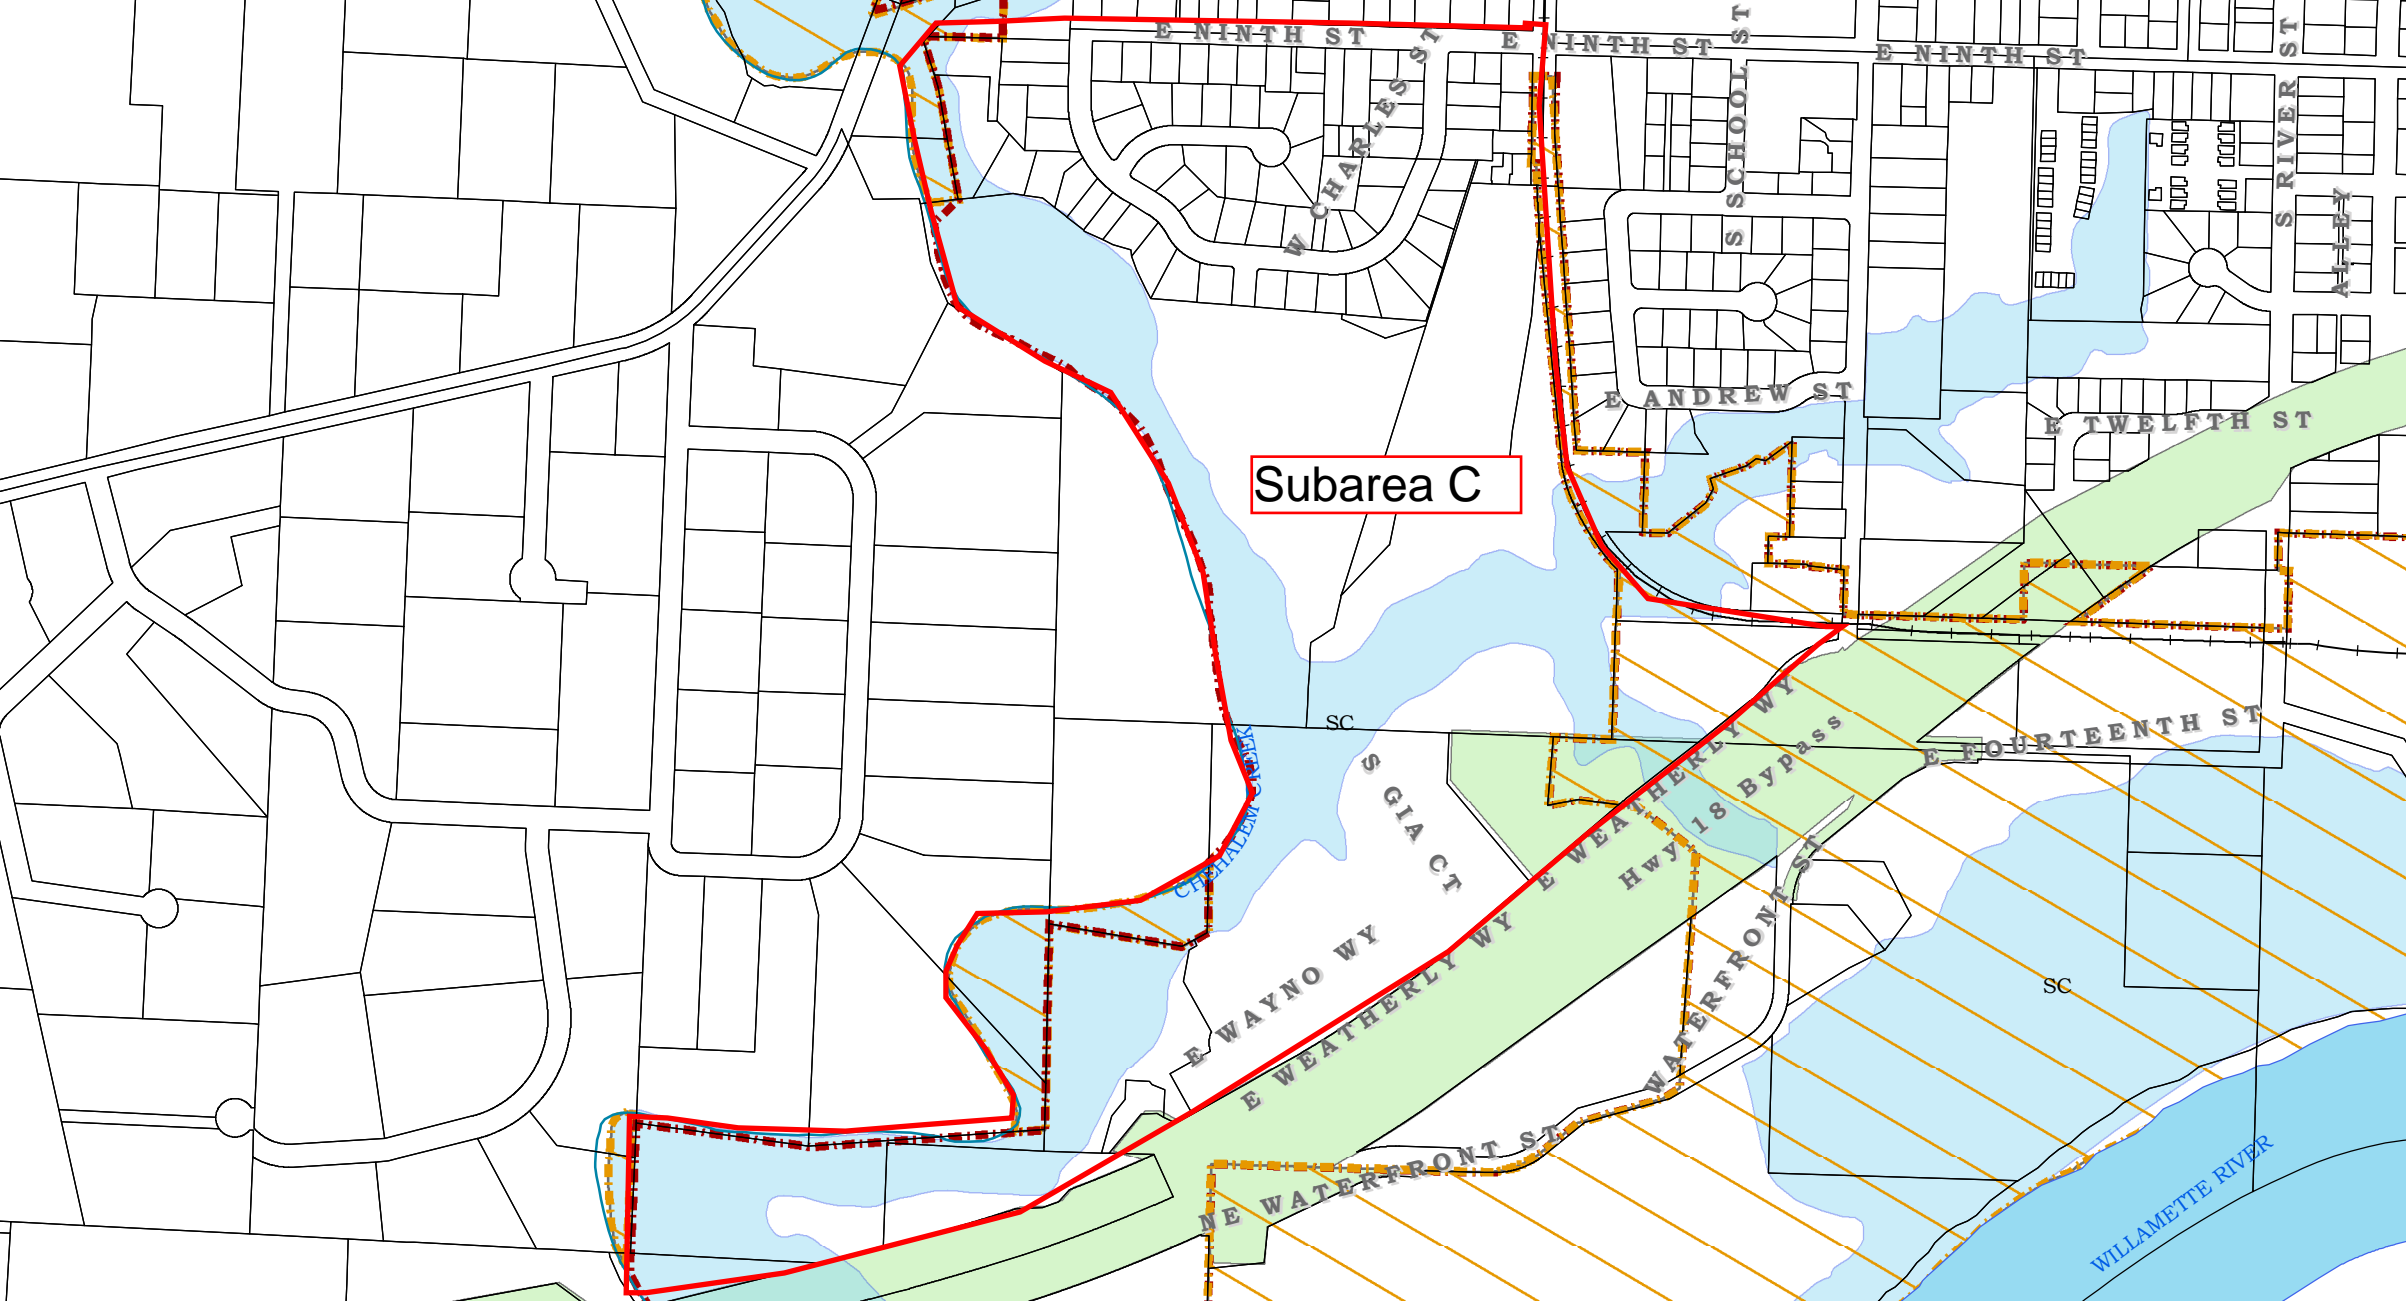 E NINTH ST
E NINTH ST
E NINTH ST
S SCHOOL ST
S RIVER ST
W CHARLES ST
ALLEY
E ANDREW ST
E TWELFTH ST
Subarea C
SC
S GIA CT
E WEATHERLY WY
Hwy 18 Bypass
E FOURTEENTH ST
CHEHALEM CREEK
E WAYNO WY
E WEATHERLY WY
WATERFRONT ST
SC
NE WATERFRONT ST
WILLAMETTE RIVER